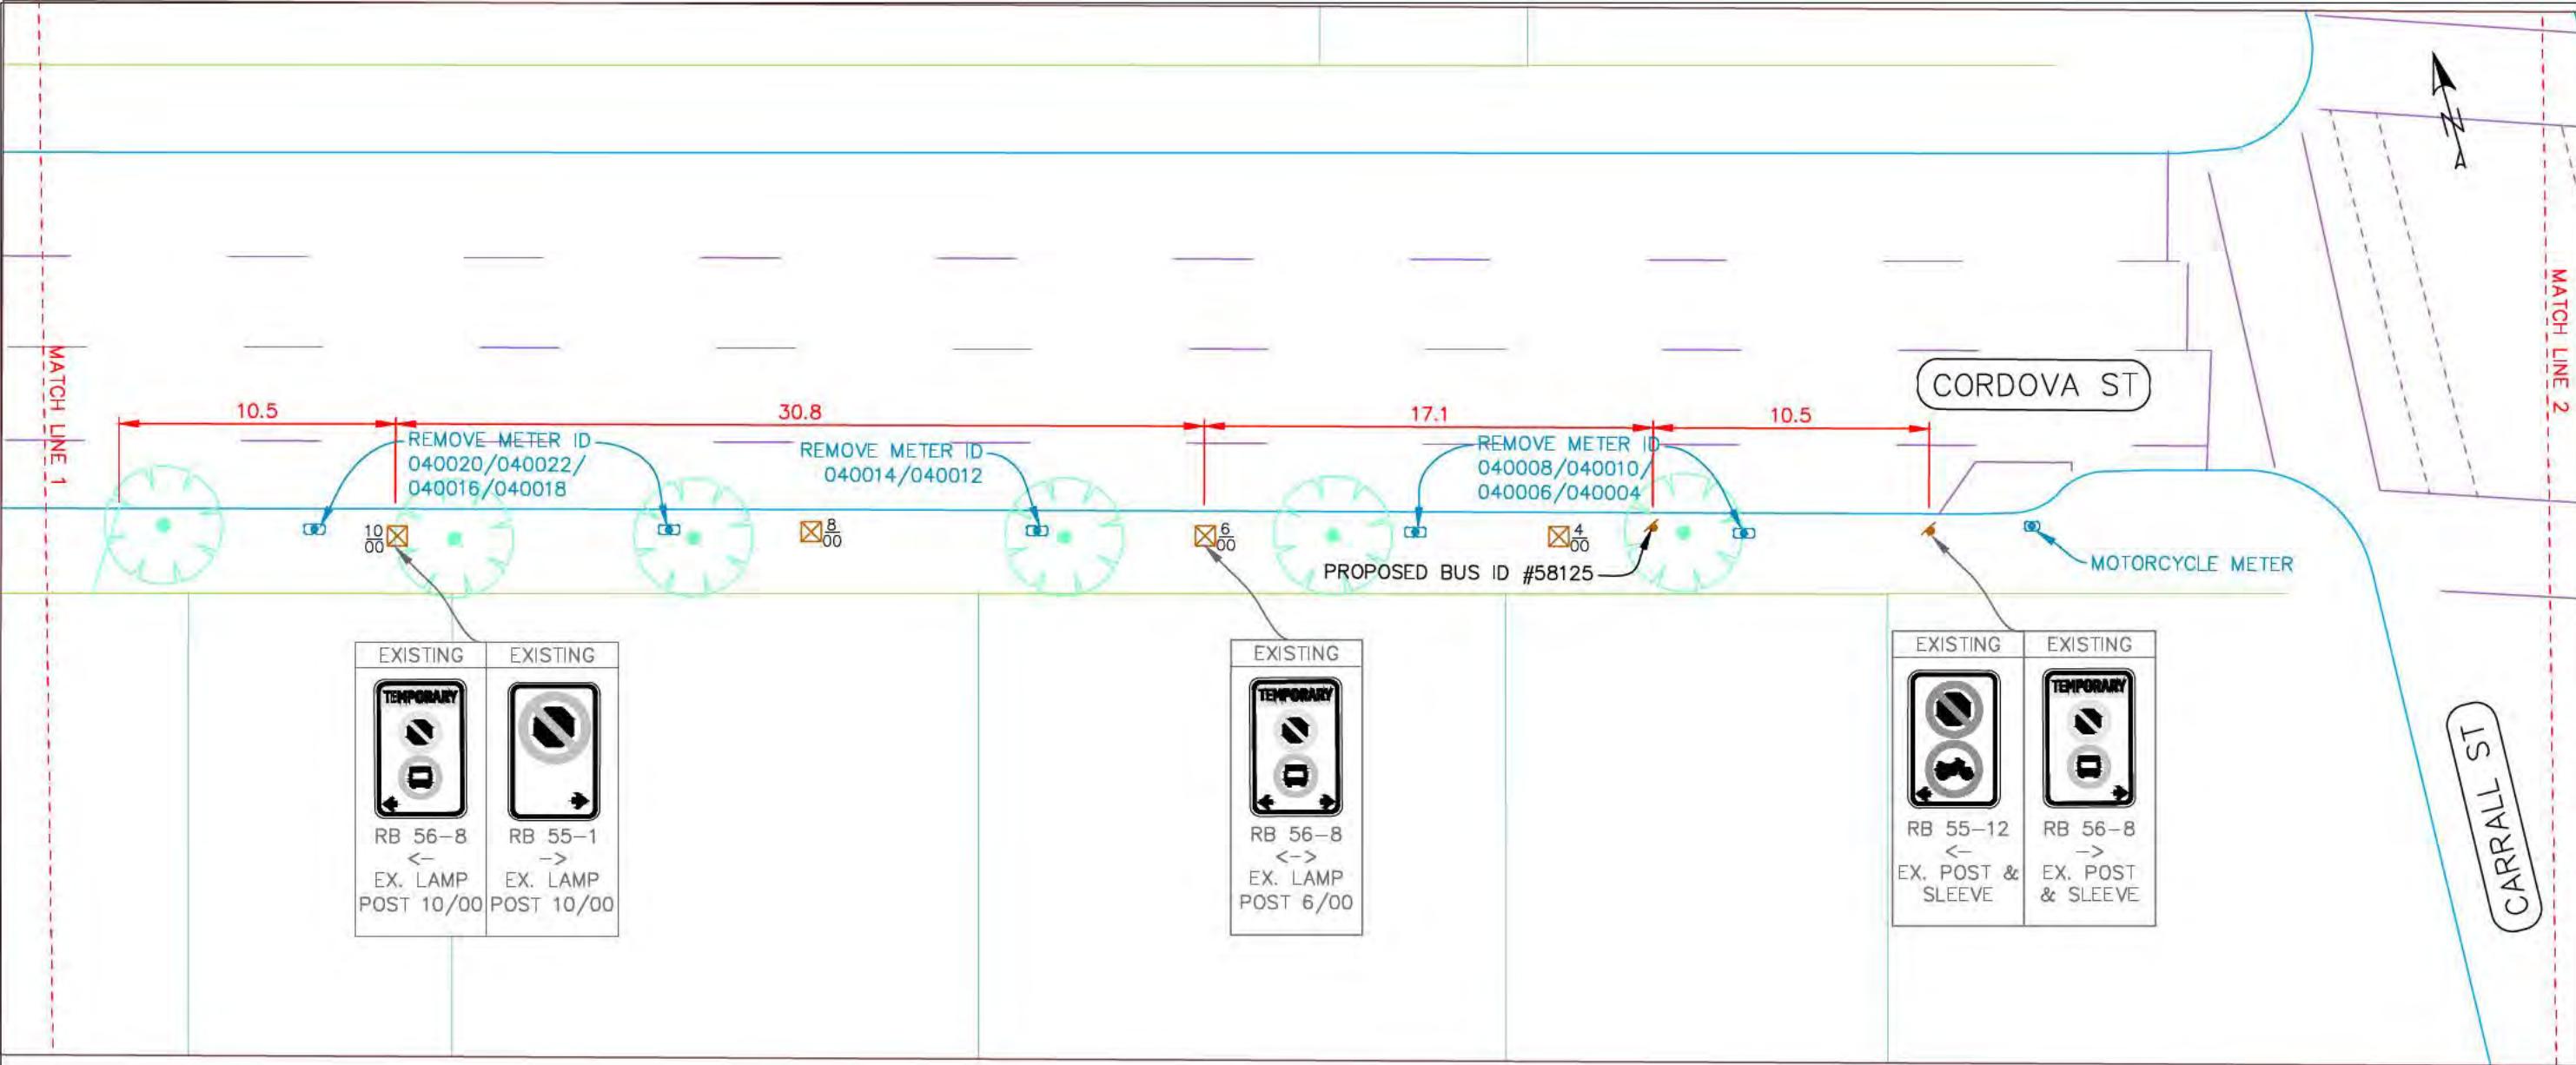 MATCH LINE 1
MATCH LINE 2
CORDOVA ST
10.5
30.8
17.1
10.5
REMOVE METER ID
040020/040022/
040016/040018
REMOVE METER ID
040014/040012
REMOVE METER ID
040008/040010/
040006/040004
10
00
8
00
6
00
4
00
PROPOSED BUS ID #58125
MOTORCYCLE METER
N
EXISTING
TEMPORARY
RB 56-8
<-
EX. LAMP
POST 10/00
EXISTING
RB 55-1
->
EX. LAMP
POST 10/00
EXISTING
TEMPORARY
RB 56-8
<->
EX. LAMP
POST 6/00
EXISTING
RB 55-12
<-
EX. POST &
SLEEVE
EXISTING
TEMPORARY
RB 56-8
->
EX. POST
& SLEEVE
CARRALL ST